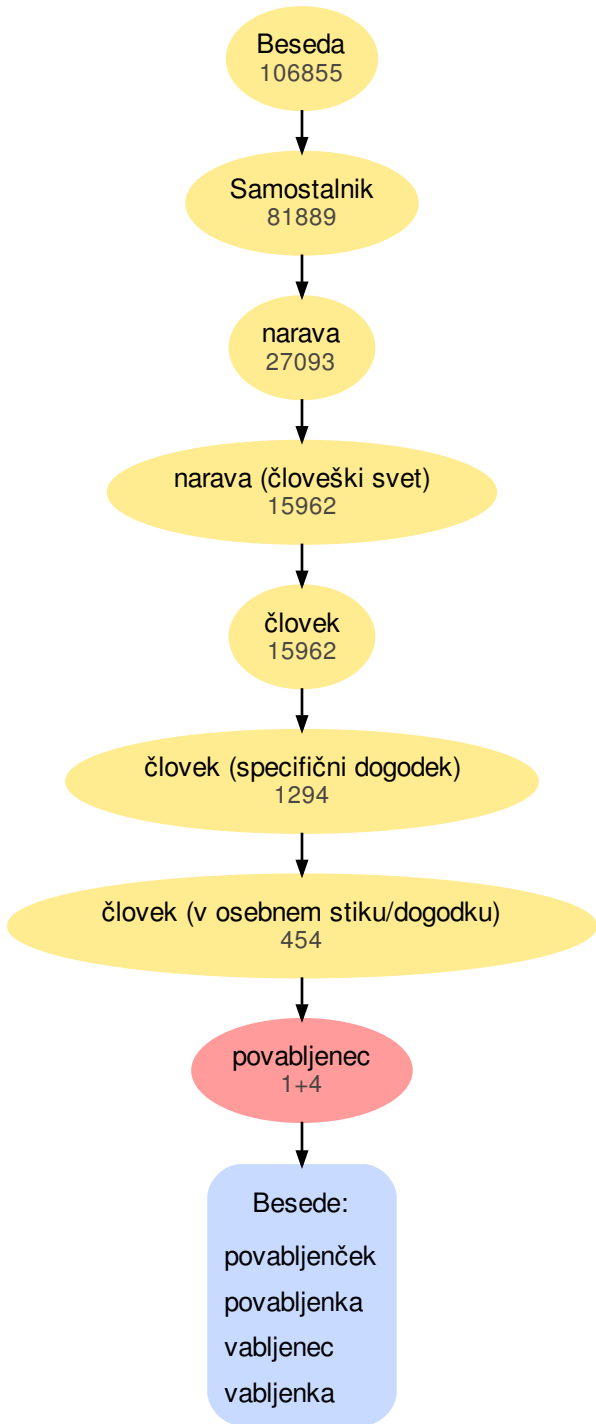 Beseda
106855
Samostalnik
81889
narava
27093
narava (človeški svet)
15962
človek
15962
človek (specifični dogodek)
1294
človek (v osebnem stiku/dogodku)
454
povabljenec
1+4
Besede:
povabljenček
povabljenka
vabljenec
vabljenka